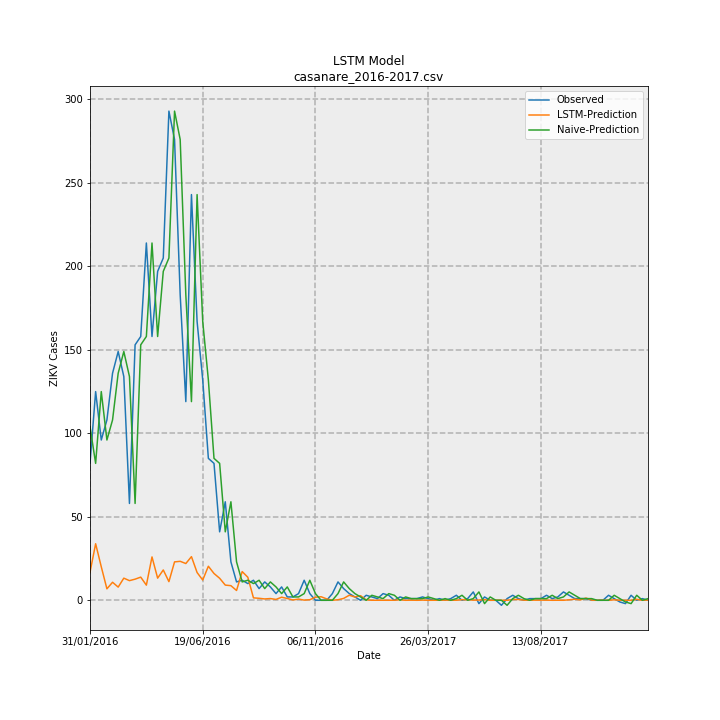 LSTM Model
casanare_2016-2017.csv
Observed
LSTM-Prediction
Naive-Prediction
300
250
200
150
100
50
0
ZIKV Cases
31/01/2016
19/06/2016
06/11/2016
26/03/2017
13/08/2017
Date